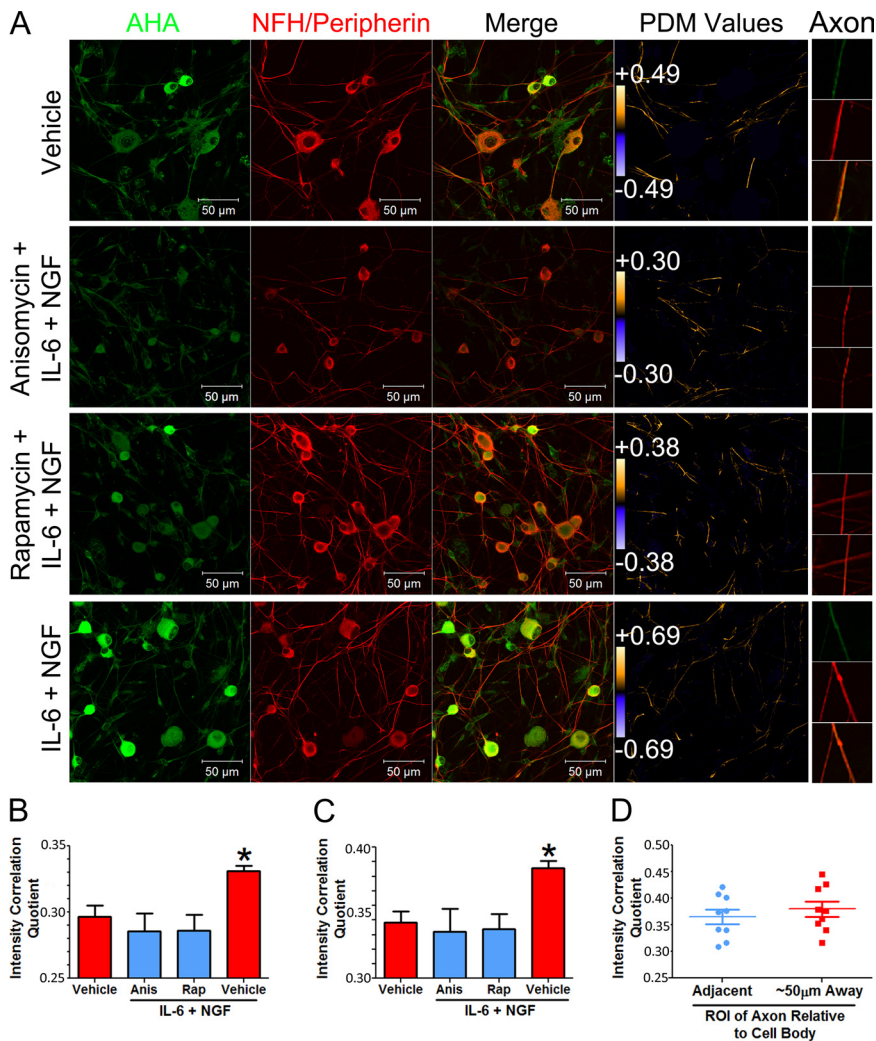 A
AHA
NFH/Peripherin
Merge
PDM Values
Axon
Vehicle
50 µm
50 µm
50 µm
+0.49
-0.49
Anisomycin +
IL-6 + NGF
50 µm
50 µm
50 µm
+0.30
-0.30
Rapamycin +
IL-6 + NGF
50 µm
50 µm
50 µm
+0.38
-0.38
IL-6 + NGF
50 µm
50 µm
50 µm
+0.69
-0.69
B
Intensity Correlation
Quotient
0.35
0.30
0.25
*
Vehicle
Anis
Rap
Vehicle
IL-6 + NGF
C
Intensity Correlation
Quotient
0.40
0.35
0.30
*
Vehicle
Anis
Rap
Vehicle
IL-6 + NGF
D
Intensity Correlation
Quotient
0.50
0.45
0.40
0.35
0.30
0.25
Adjacent
~50µm Away
ROI of Axon Relative
to Cell Body